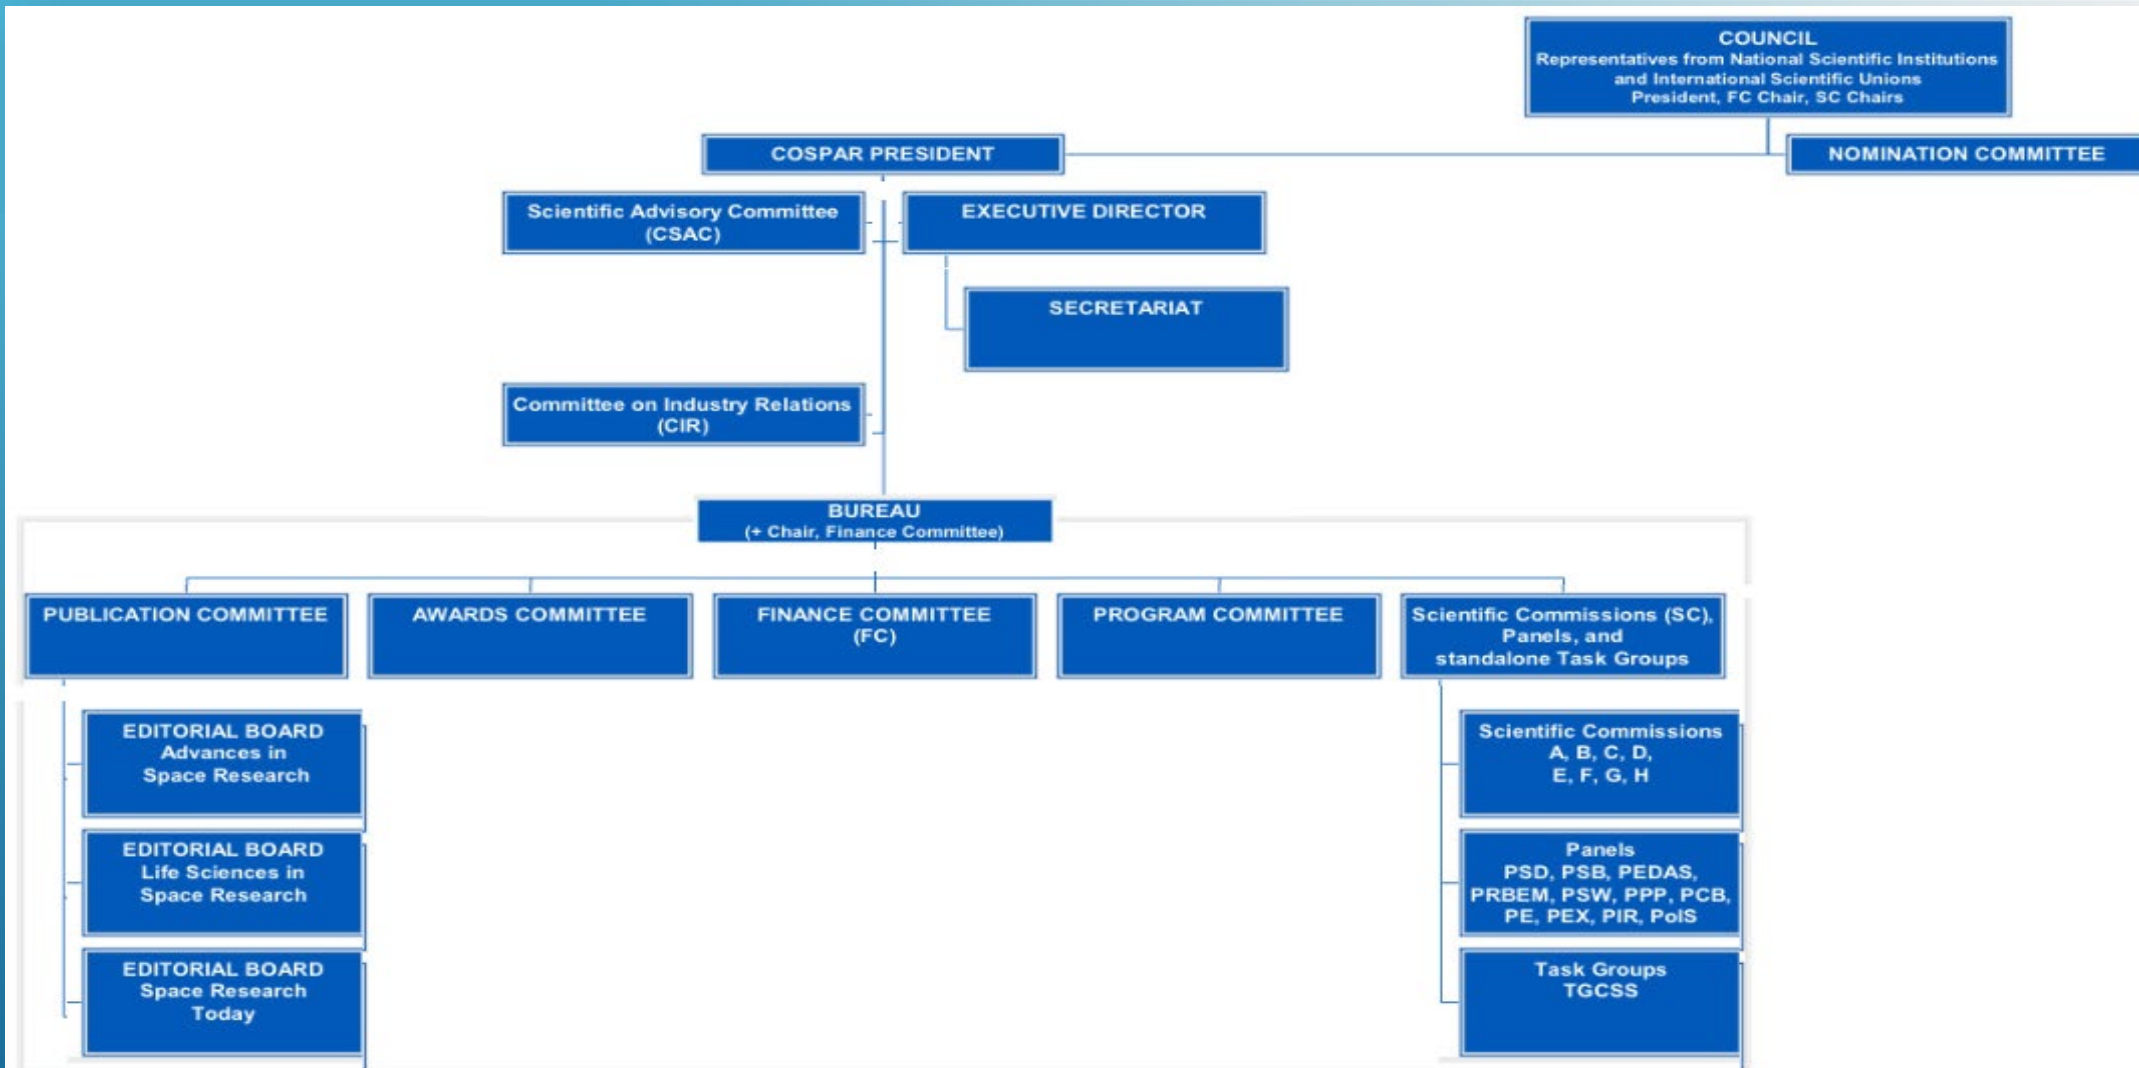 COUNCIL
Representatives from National Scientific Institutions
and International Scientific Unions
President, FC Chair, SC Chairs
COSPAR PRESIDENT
NOMINATION COMMITTEE
Scientific Advisory Committee
(CSAC)
EXECUTIVE DIRECTOR
SECRETARIAT
Committee on Industry Relations
(CIR)
BUREAU
(+ Chair, Finance Committee)
PUBLICATION COMMITTEE
AWARDS COMMITTEE
FINANCE COMMITTEE
(FC)
PROGRAM COMMITTEE
Scientific Commissions (SC),
Panels, and
standalone Task Groups
EDITORIAL BOARD
Advances in
Space Research
EDITORIAL BOARD
Life Sciences in
Space Research
EDITORIAL BOARD
Space Research
Today
Scientific Commissions
A, B, C, D,
E, F, G, H
Panels
PSD, PSB, PEDAS,
PRBEM, PSW, PPP, PCB,
PE, PEX, PIR, PoIS
Task Groups
TGCSS